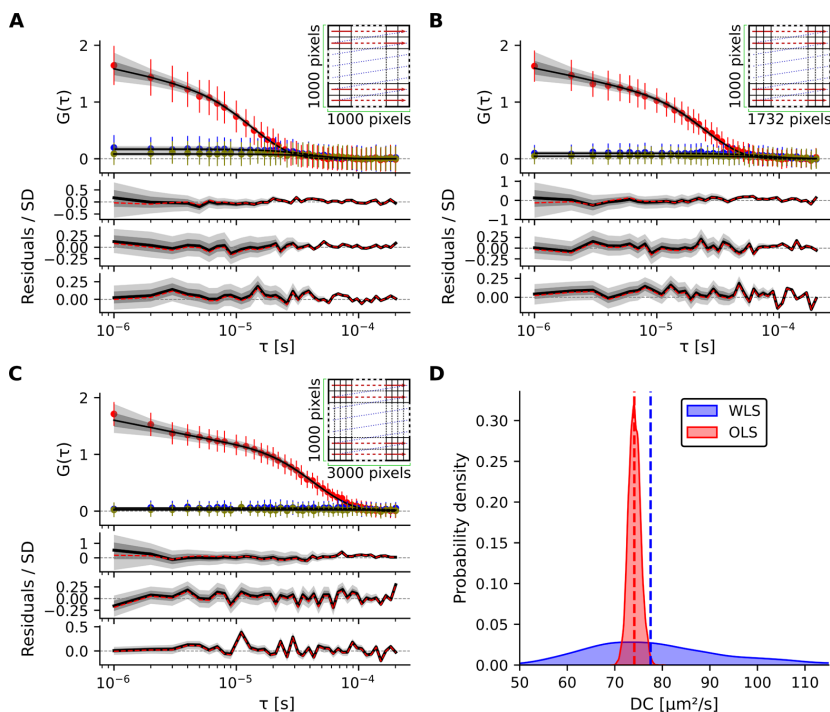 A
1000 pixels
1000 pixels
2
1
0
G(τ)
0.5
0.0
−0.5
0.25
0.00
−0.25
0.25
0.00
Residuals / SD
10⁻⁶
10⁻⁵
10⁻⁴
τ [s]
B
1000 pixels
1732 pixels
2
1
0
G(τ)
1
0
−1
0.25
0.00
−0.25
0.25
0.00
Residuals / SD
10⁻⁶
10⁻⁵
10⁻⁴
τ [s]
C
1000 pixels
3000 pixels
2
1
0
G(τ)
1
0
0.25
0.00
−0.25
0.5
0.0
Residuals / SD
10⁻⁶
10⁻⁵
10⁻⁴
τ [s]
D
WLS
OLS
0.30
0.25
0.20
0.15
0.10
0.05
0.00
Probability density
50
60
70
80
90
100
110
DC [μm²/s]